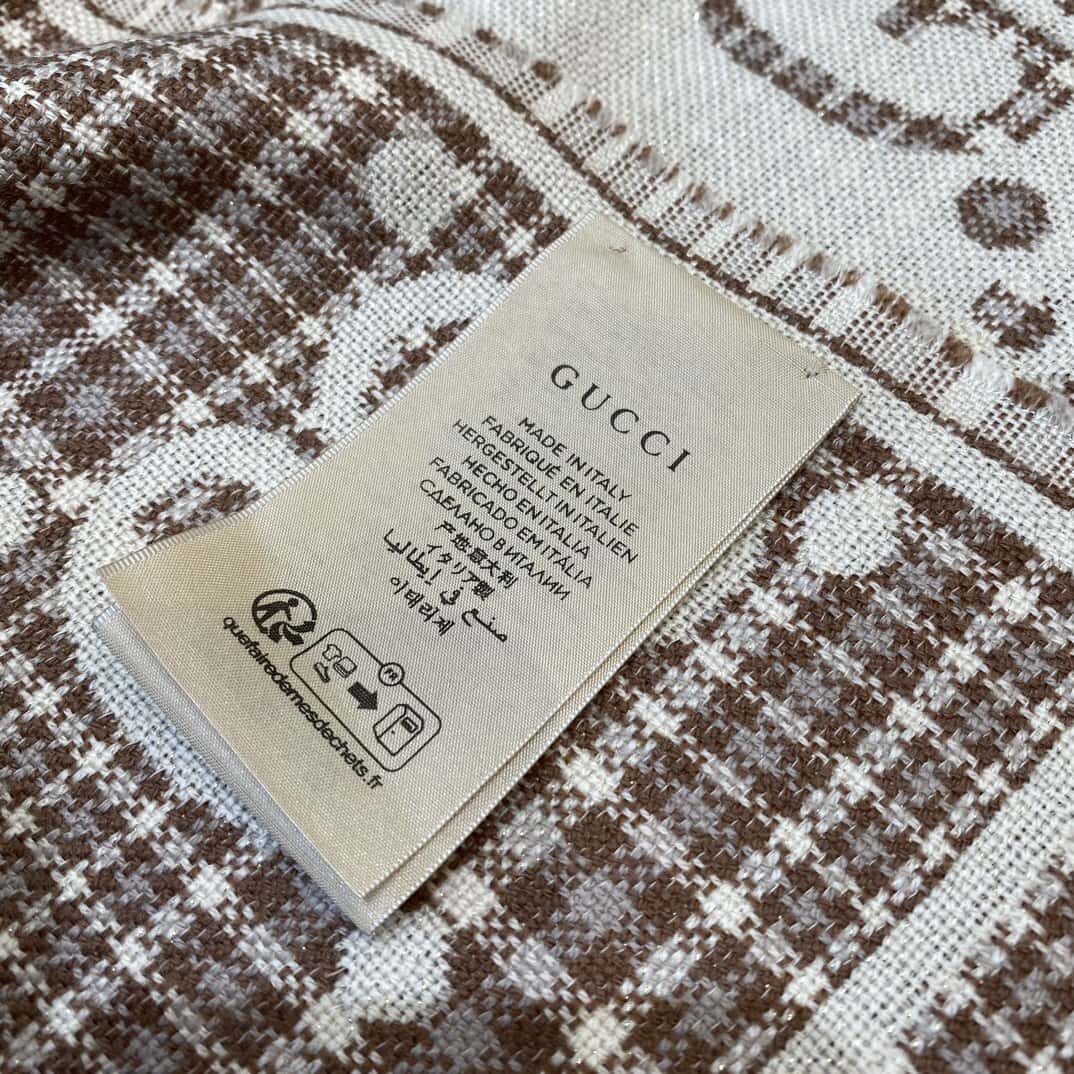 GUCCI
MADE IN ITALY
FABRIQUÉ EN ITALIE
HERGESTELLT IN ITALIEN
HECHO EN ITALIA
FABRICADO EM ITÁLIA
СДЕЛАНО В ИТАЛИИ
产地意大利
イタリア製
صنع في إيطاليا
이태리제
FR
quefairedemesdechets.fr